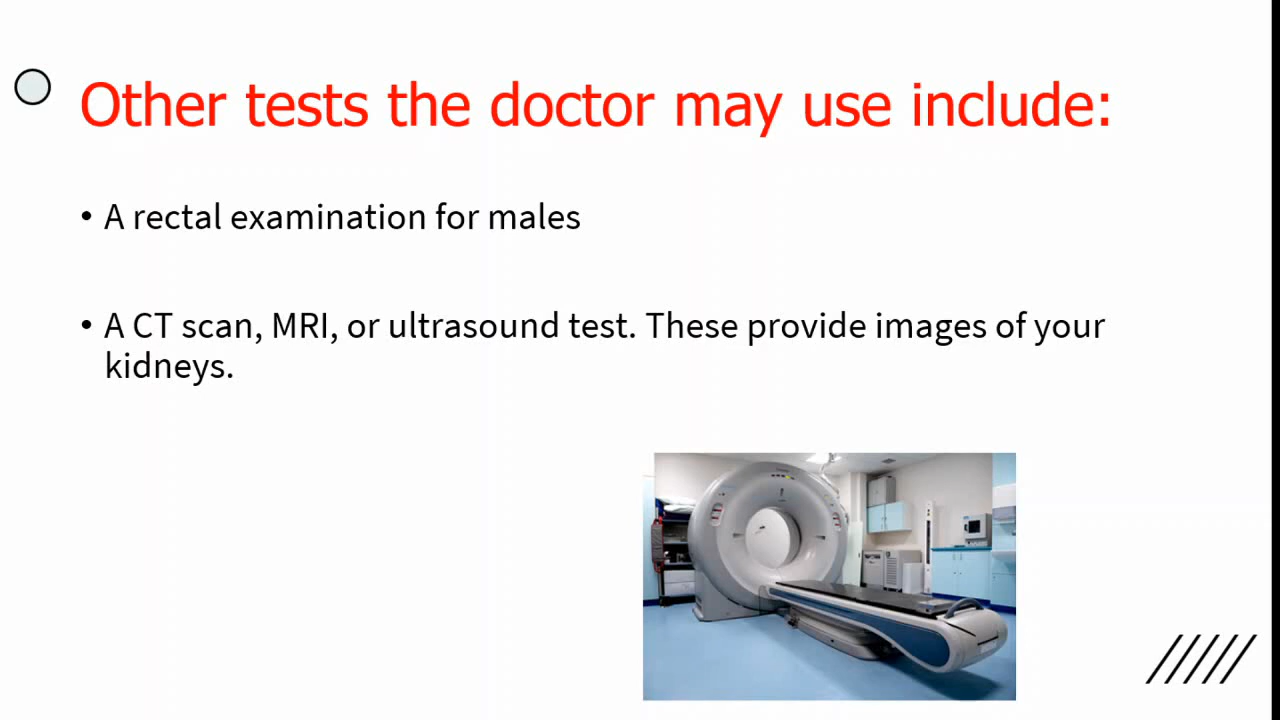 Other tests the doctor may use include:
• A rectal examination for males
• A CT scan, MRI, or ultrasound test. These provide images of your
kidneys.